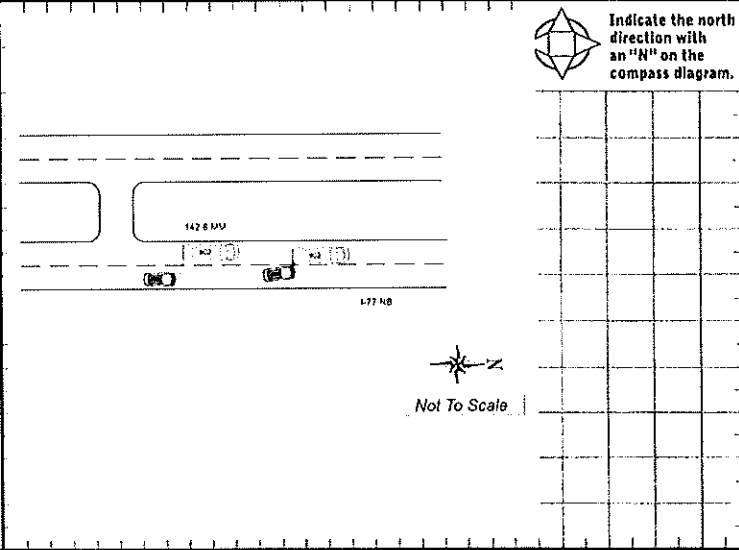 Indicate the north
direction with
an "N" on the
compass diagram.
142.6 MM
I-77 NB
N
Not To Scale